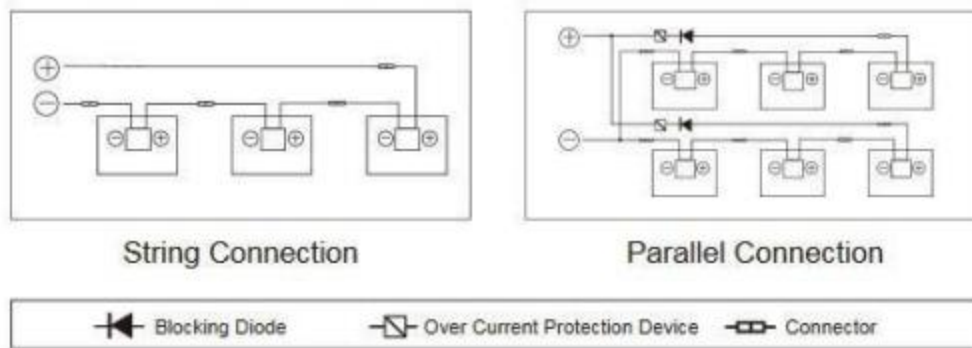 String Connection
Parallel Connection
Blocking Diode
Over Current Protection Device
Connector